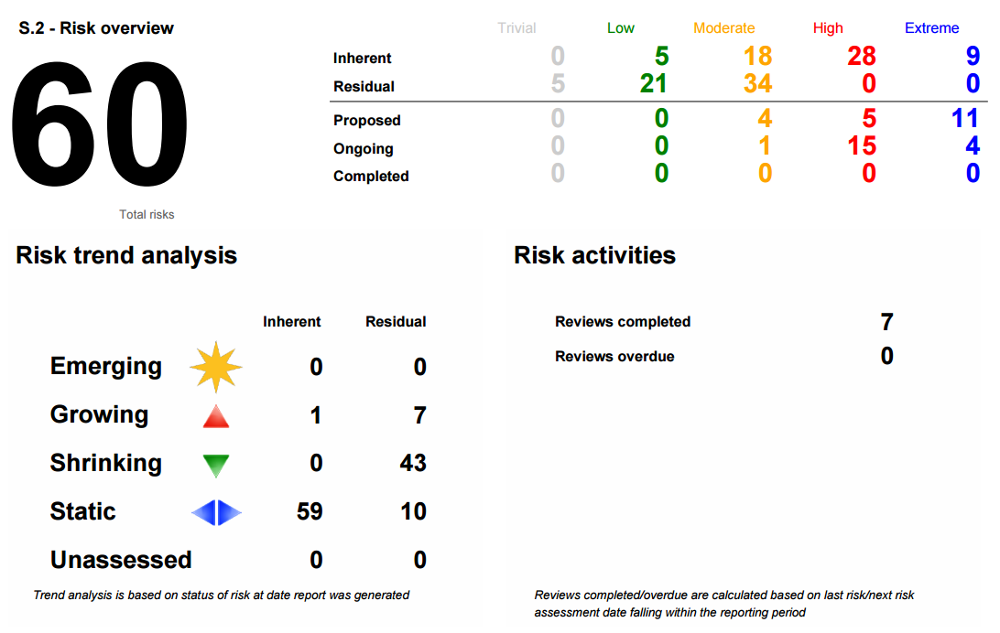 S.2 - Risk overview
60
Total risks
Trivial Low Moderate High Extreme
Inherent 0 5 18 28 9
Residual 5 21 34 0 0
Proposed 0 0 4 5 11
Ongoing 0 0 1 15 4
Completed 0 0 0 0 0
Risk trend analysis
Inherent Residual
Emerging 0 0
Growing 1 7
Shrinking 0 43
Static 59 10
Unassessed 0 0
Trend analysis is based on status of risk at date report was generated
Risk activities
Reviews completed 7
Reviews overdue 0
Reviews completed/overdue are calculated based on last risk/next risk
assessment date falling within the reporting period